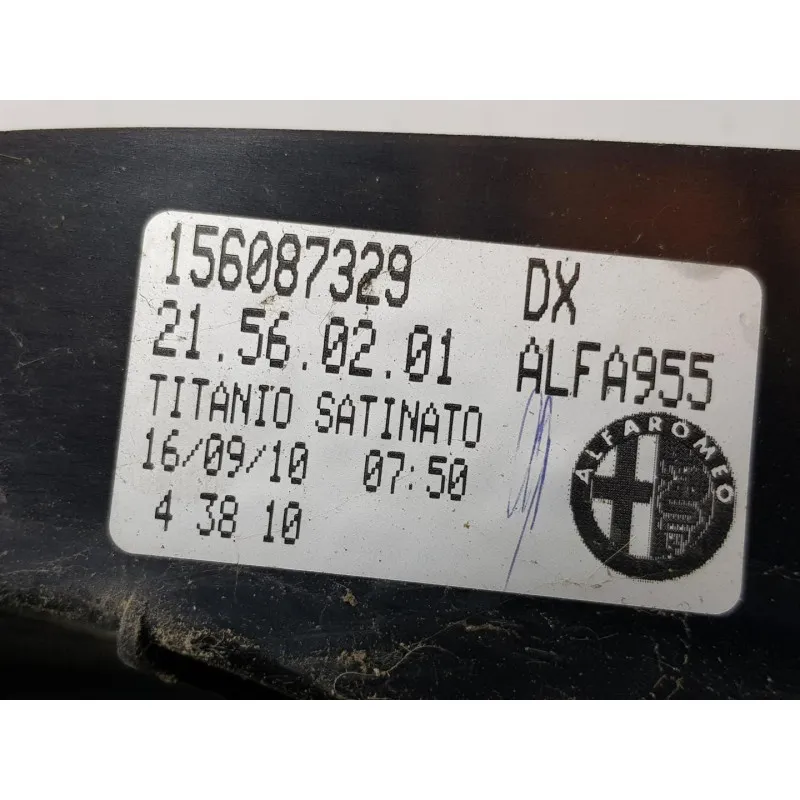 156087329 DX
21.56.02.01 ALFA955
TITANIO SATINATO
16/09/10 07:50
4 38 10
ALFA ROMEO